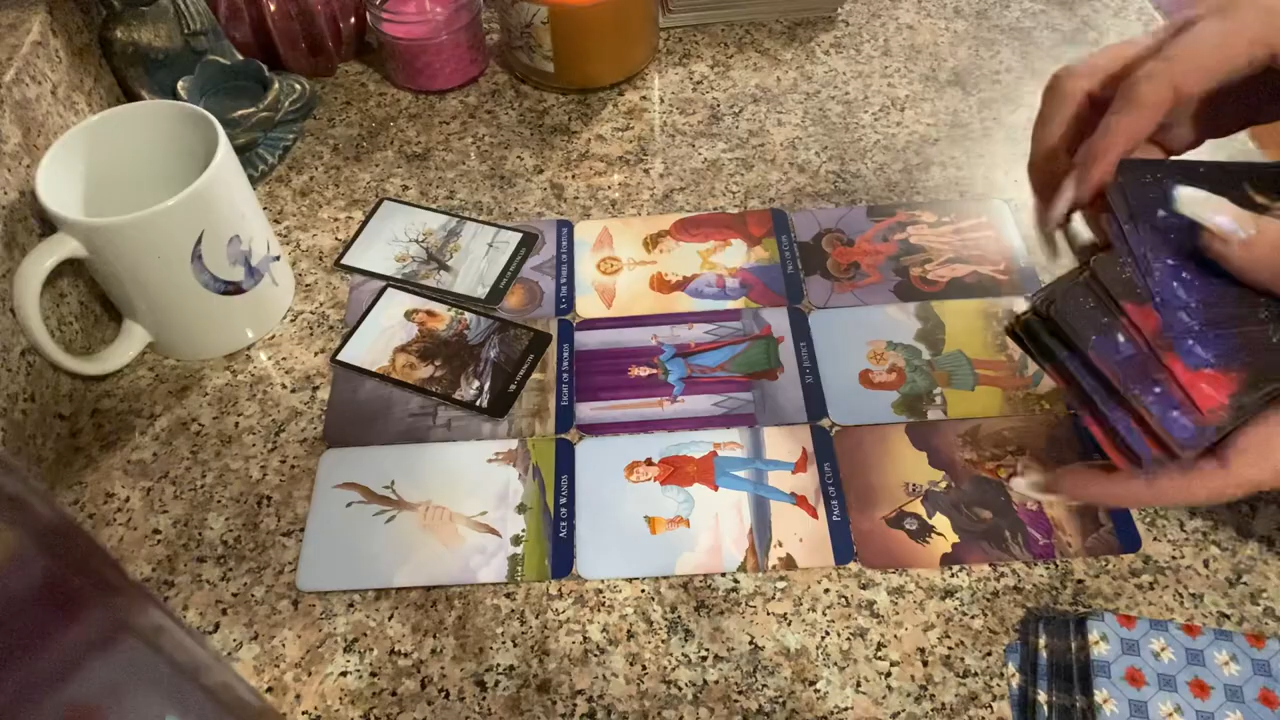 X • THE WHEEL OF FORTUNE
TWO OF CUPS
VIII • STRENGTH
EIGHT OF SWORDS
XI • JUSTICE
ACE OF WANDS
PAGE OF CUPS